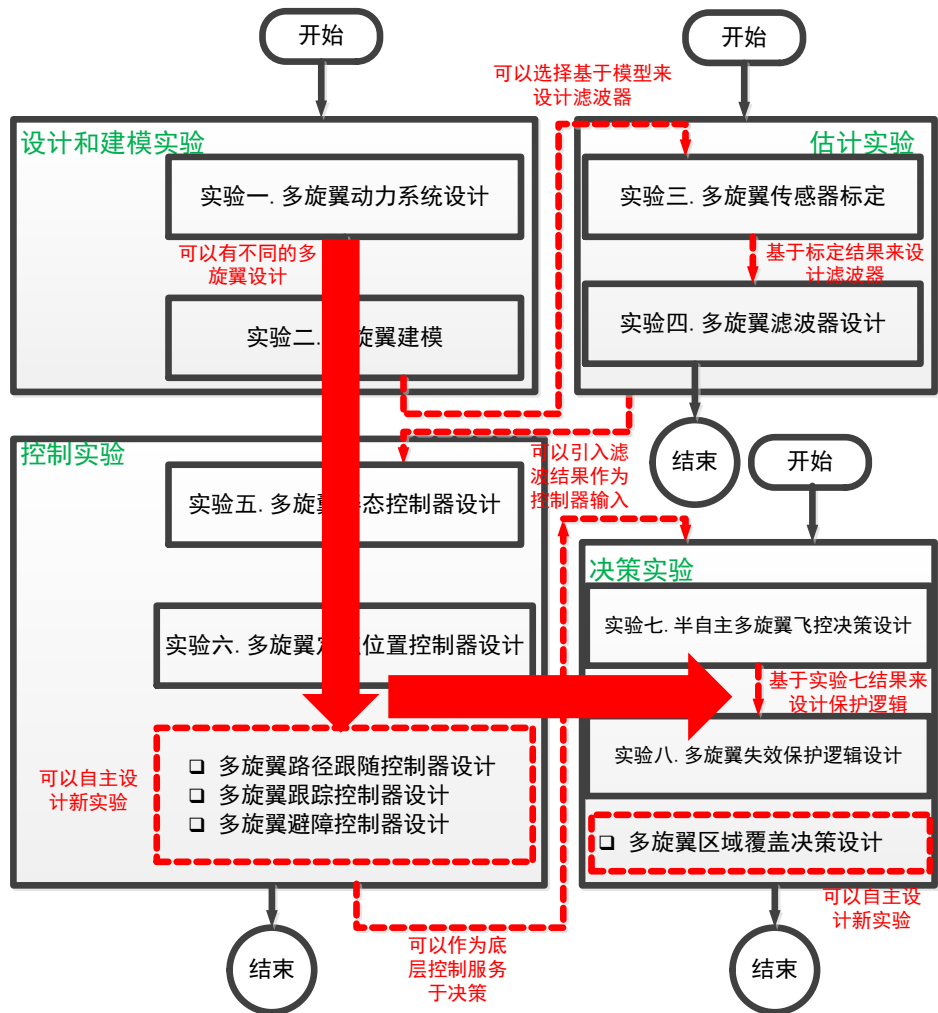 开始
设计和建模实验
实验一. 多旋翼动力系统设计
可以有不同的多
旋翼设计
实验二. 旋翼建模
可以选择基于模型来
设计滤波器
开始
估计实验
实验三. 多旋翼传感器标定
基于标定结果来设
计滤波器
实验四. 多旋翼滤波器设计
结束
可以引入滤
波结果作为
控制器输入
控制实验
实验五. 多旋翼 态控制器设计
实验六. 多旋翼定 位置控制器设计
可以自主设
计新实验
多旋翼路径跟随控制器设计
多旋翼跟踪控制器设计
多旋翼避障控制器设计
结束
可以作为底
层控制服务
于决策
开始
决策实验
实验七. 半自主多旋翼飞控决策设计
基于实验七结果来
设计保护逻辑
实验八. 多旋翼失效保护逻辑设计
多旋翼区域覆盖决策设计
可以自主设
计新实验
结束